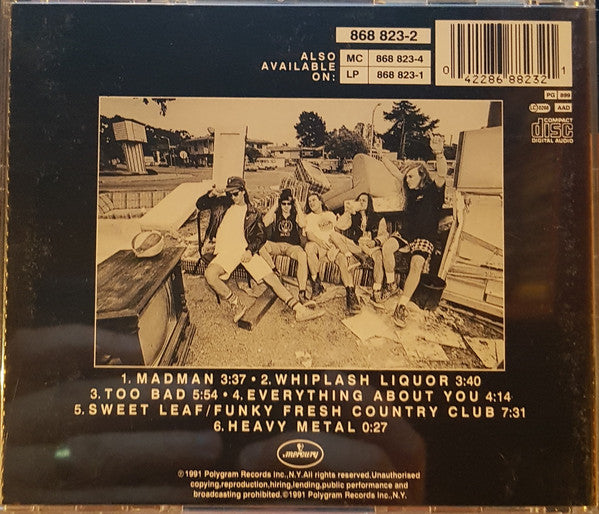 868 823-2
ALSO
AVAILABLE
ON:
MC 868 823-4
LP 868 823-1
0 42286 88232 1
PG 899
LC 0268 AAD
COMPACT
disc
DIGITAL AUDIO
1. MADMAN 3:37 • 2. WHIPLASH LIQUOR 3:40
3. TOO BAD 5:54 • 4. EVERYTHING ABOUT YOU 4:14
5. SWEET LEAF/FUNKY FRESH COUNTRY CLUB 7:31
6. HEAVY METAL 0:27
mercury
℗1991 Polygram Records Inc.,N.Y.All rights reserved.Unauthorised
copying,reproduction,hiring,lending,public performance and
broadcasting prohibited.©1991 Polygram Records Inc.,N.Y.